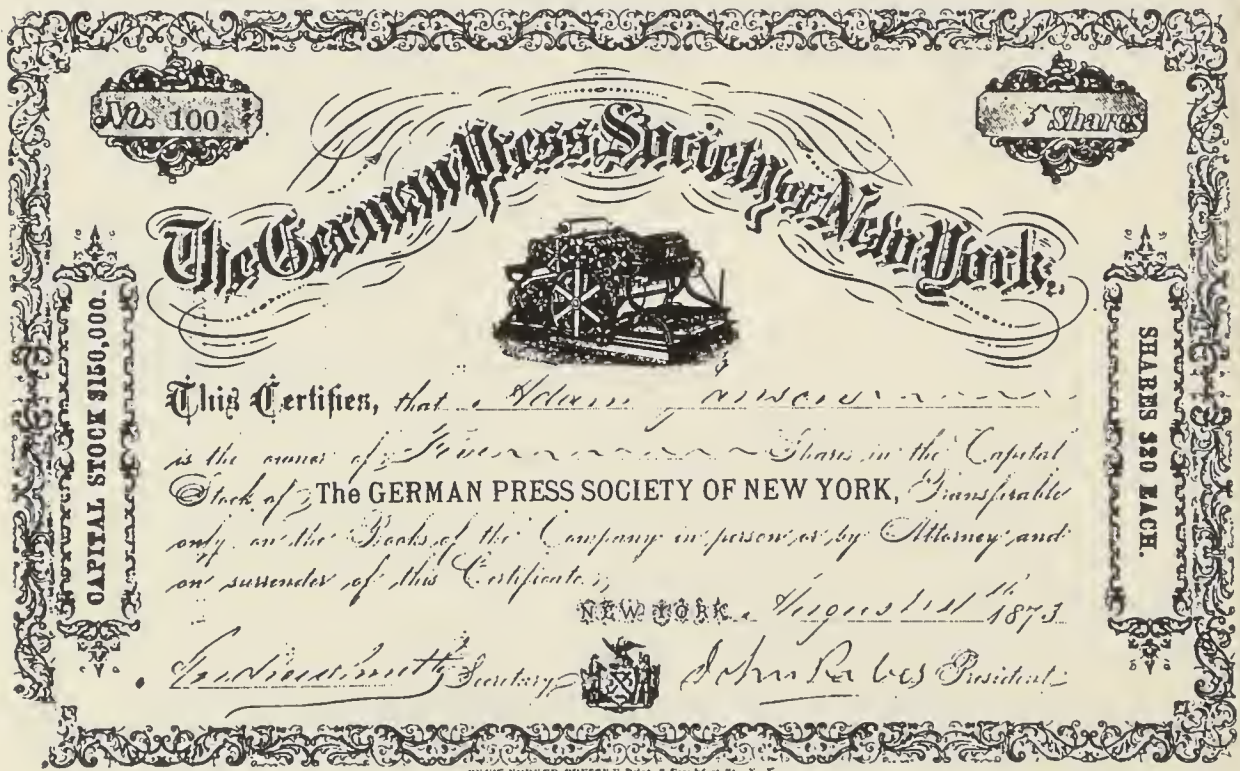 No. 100
5 Shares
The German Press Society of New York.
CAPITAL STOCK $150,000.
SHARES $20 EACH.
This Certifies, that Adam
is the owner of Five Shares in the Capital
Stock of The GERMAN PRESS SOCIETY OF NEW YORK, Transferable
only on the Books of the Company in person or by Attorney and
on surrender of this Certificate.
NEW YORK, August 1873
Secretary John President